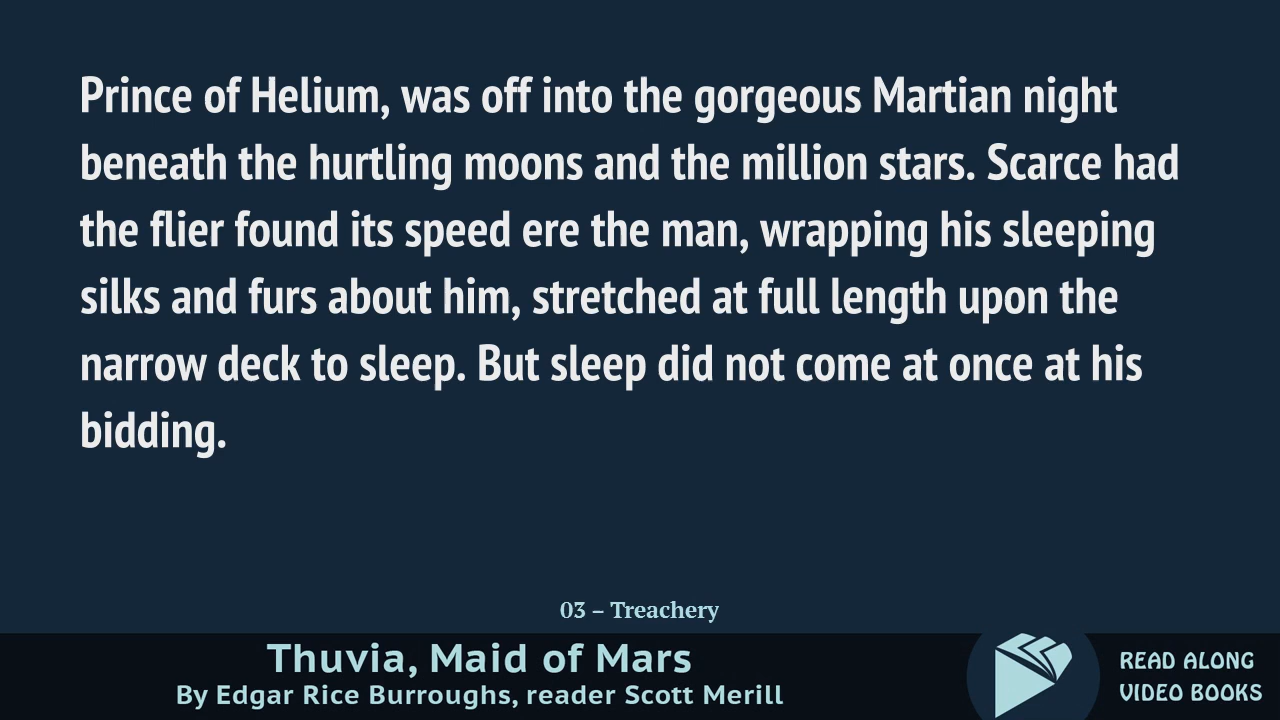 Prince of Helium, was off into the gorgeous Martian night
beneath the hurtling moons and the million stars. Scarce had
the flier found its speed ere the man, wrapping his sleeping
silks and furs about him, stretched at full length upon the
narrow deck to sleep. But sleep did not come at once at his
bidding.
03 – Treachery
Thuvia, Maid of Mars
By Edgar Rice Burroughs, reader Scott Merill
READ ALONG
VIDEO BOOKS